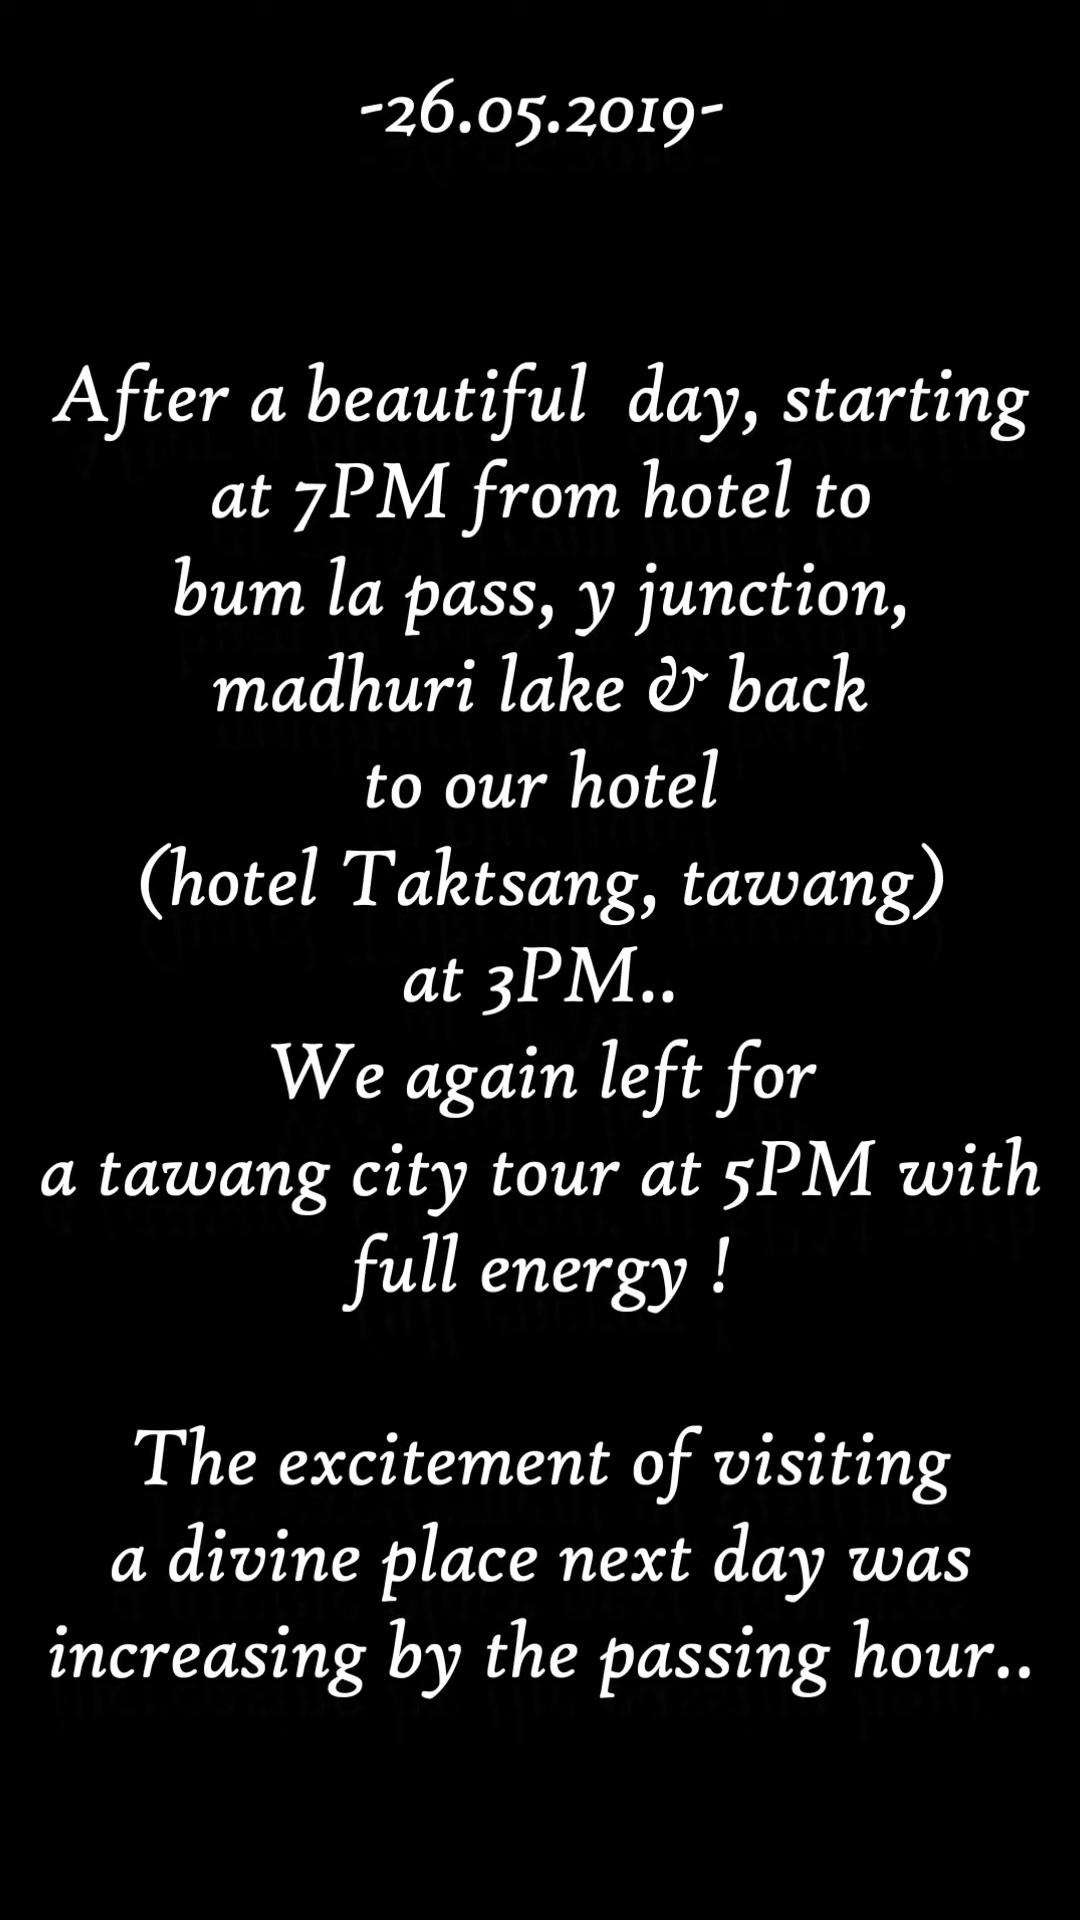 -26.05.2019-
After a beautiful  day, starting
at 7PM from hotel to
bum la pass, y junction,
madhuri lake & back
to our hotel
(hotel Taktsang, tawang)
at 3PM..
We again left for
a tawang city tour at 5PM with
full energy !
The excitement of visiting
a divine place next day was
increasing by the passing hour..